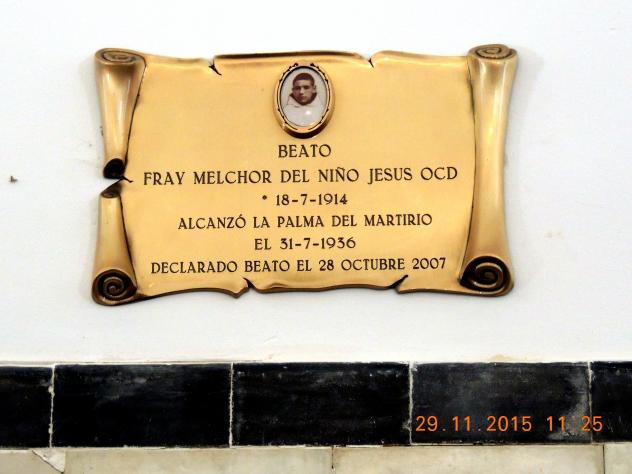 BEATO
FRAY MELCHOR DEL NIÑO JESUS OCD
* 18-7-1914
ALCANZÓ LA PALMA DEL MARTIRIO
EL 31-7-1936
DECLARADO BEATO EL 28 OCTUBRE 2007
29.11.2015 11:25